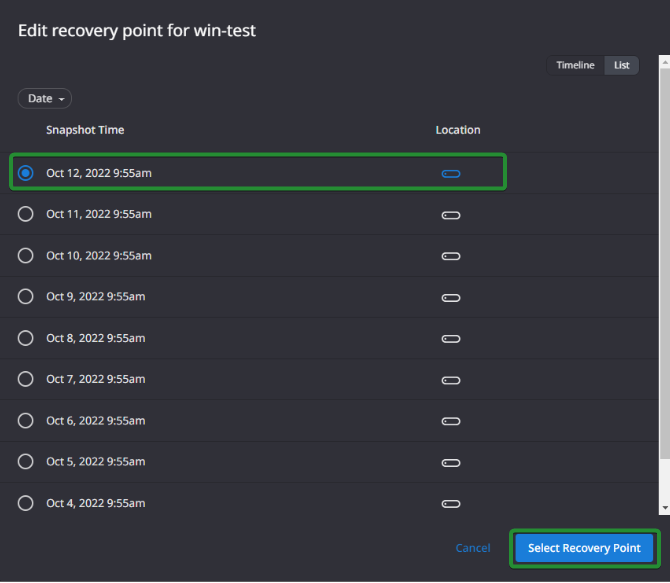 Edit recovery point for win-test
Timeline List
Date
Snapshot Time Location
Oct 12, 2022 9:55am
Oct 11, 2022 9:55am
Oct 10, 2022 9:55am
Oct 9, 2022 9:55am
Oct 8, 2022 9:55am
Oct 7, 2022 9:55am
Oct 6, 2022 9:55am
Oct 5, 2022 9:55am
Oct 4, 2022 9:55am
Cancel Select Recovery Point